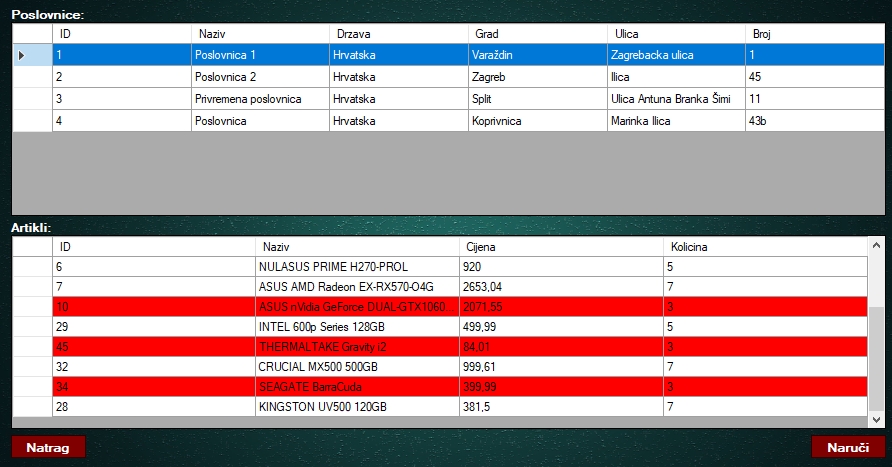 Poslovnice:
ID Naziv Drzava Grad Ulica Broj
1 Poslovnica 1 Hrvatska Varaždin Zagrebacka ulica 1
2 Poslovnica 2 Hrvatska Zagreb Ilica 45
3 Privremena poslovnica Hrvatska Split Ulica Antuna Branka Šimi 11
4 Poslovnica Hrvatska Koprivnica Marinka Ilica 43b
Artikli:
ID Naziv Cijena Kolicina
6 NULASUS PRIME H270-PROL 920 5
7 ASUS AMD Radeon EX-RX570-O4G 2653,04 7
10 ASUS nVidia GeForce DUAL-GTX1060... 2071,55 3
29 INTEL 600p Series 128GB 499,99 5
45 THERMALTAKE Gravity i2 84,01 3
32 CRUCIAL MX500 500GB 999,61 7
34 SEAGATE BarraCuda 399,99 3
28 KINGSTON UV500 120GB 381,5 7
Natrag Naruči